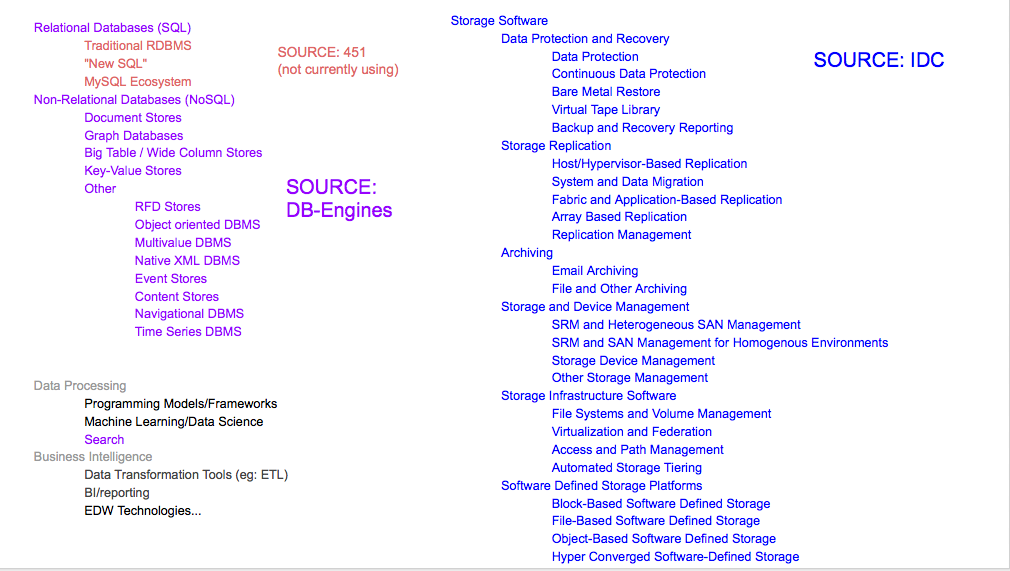 Relational Databases (SQL)
Traditional RDBMS
"New SQL"
MySQL Ecosystem
SOURCE: 451
(not currently using)
Non-Relational Databases (NoSQL)
Document Stores
Graph Databases
Big Table / Wide Column Stores
Key-Value Stores
Other
RFD Stores
Object oriented DBMS
Multivalue DBMS
Native XML DBMS
Event Stores
Content Stores
Navigational DBMS
Time Series DBMS
SOURCE:
DB-Engines
Data Processing
Programming Models/Frameworks
Machine Learning/Data Science
Search
Business Intelligence
Data Transformation Tools (eg: ETL)
BI/reporting
EDW Technologies...
Storage Software
Data Protection and Recovery
Data Protection
Continuous Data Protection
Bare Metal Restore
Virtual Tape Library
Backup and Recovery Reporting
Storage Replication
Host/Hypervisor-Based Replication
System and Data Migration
Fabric and Application-Based Replication
Array Based Replication
Replication Management
Archiving
Email Archiving
File and Other Archiving
Storage and Device Management
SRM and Heterogeneous SAN Management
SRM and SAN Management for Homogenous Environments
Storage Device Management
Other Storage Management
Storage Infrastructure Software
File Systems and Volume Management
Virtualization and Federation
Access and Path Management
Automated Storage Tiering
Software Defined Storage Platforms
Block-Based Software Defined Storage
File-Based Software Defined Storage
Object-Based Software Defined Storage
Hyper Converged Software-Defined Storage
SOURCE: IDC